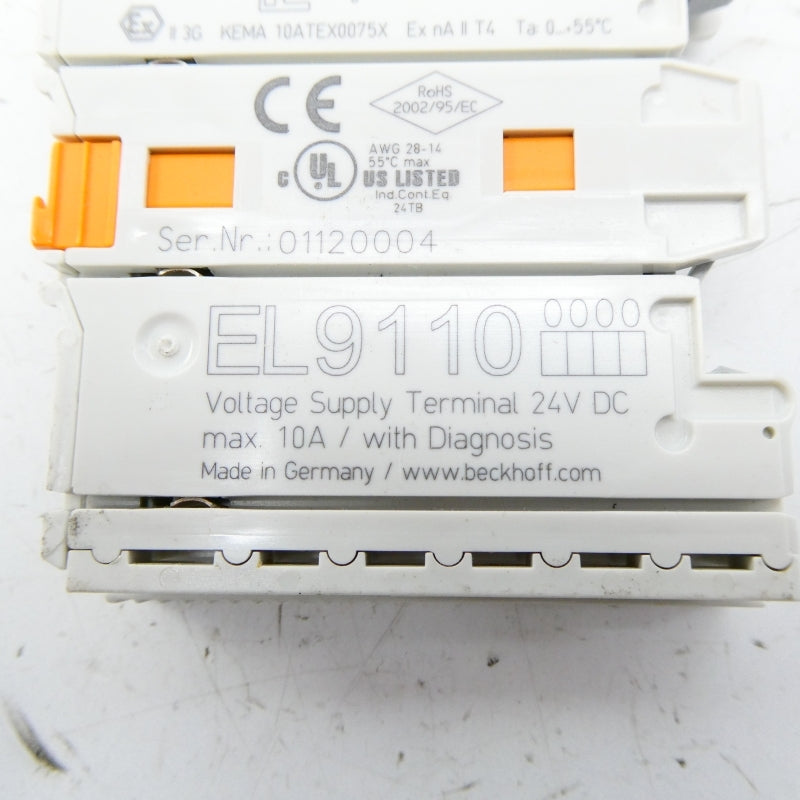 Ex II 3G KEMA 10ATEX0075X Ex nA II T4 Ta: 0...+55°C
CE
RoHS
2002/95/EC
AWG 28-14
55°C max
c UL US LISTED
Ind.Cont.Eq.
24TB
Ser.Nr.: 01120004
EL9110 0000
Voltage Supply Terminal 24V DC
max. 10A / with Diagnosis
Made in Germany / www.beckhoff.com